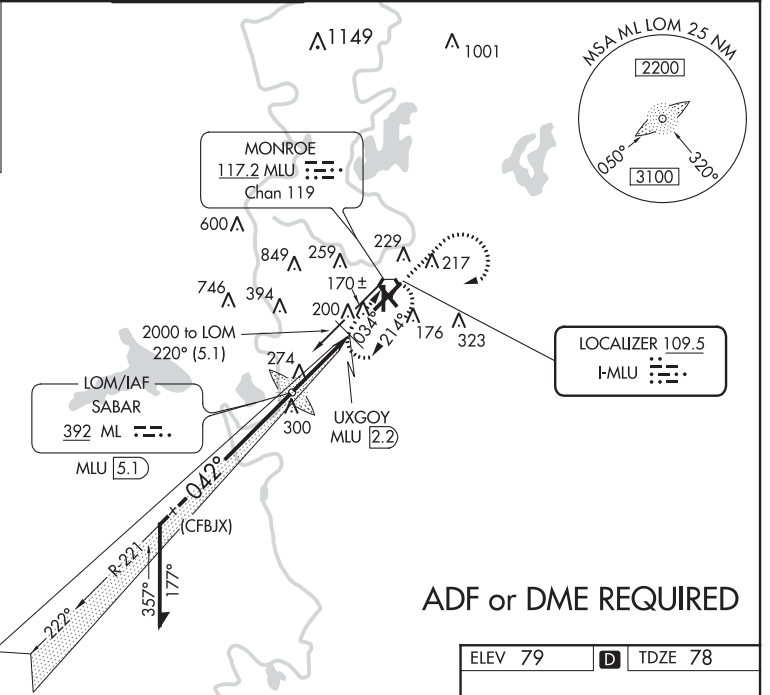 1149
1001
MSA ML LOM 25 NM
2200
050°
320°
3100
MONROE
117.2 MLU
Chan 119
600
849
259
229
217
746
394
170 ±
200
034°
214°
176
323
2000 to LOM
220° (5.1)
274
LOCALIZER 109.5
I-MLU
LOM/IAF
SABAR
392 ML
MLU 5.1
300
UXGOY
MLU 2.2
042°
(CFBJX)
R-221
222°
357°
177°
ADF or DME REQUIRED
ELEV 79 D TDZE 78